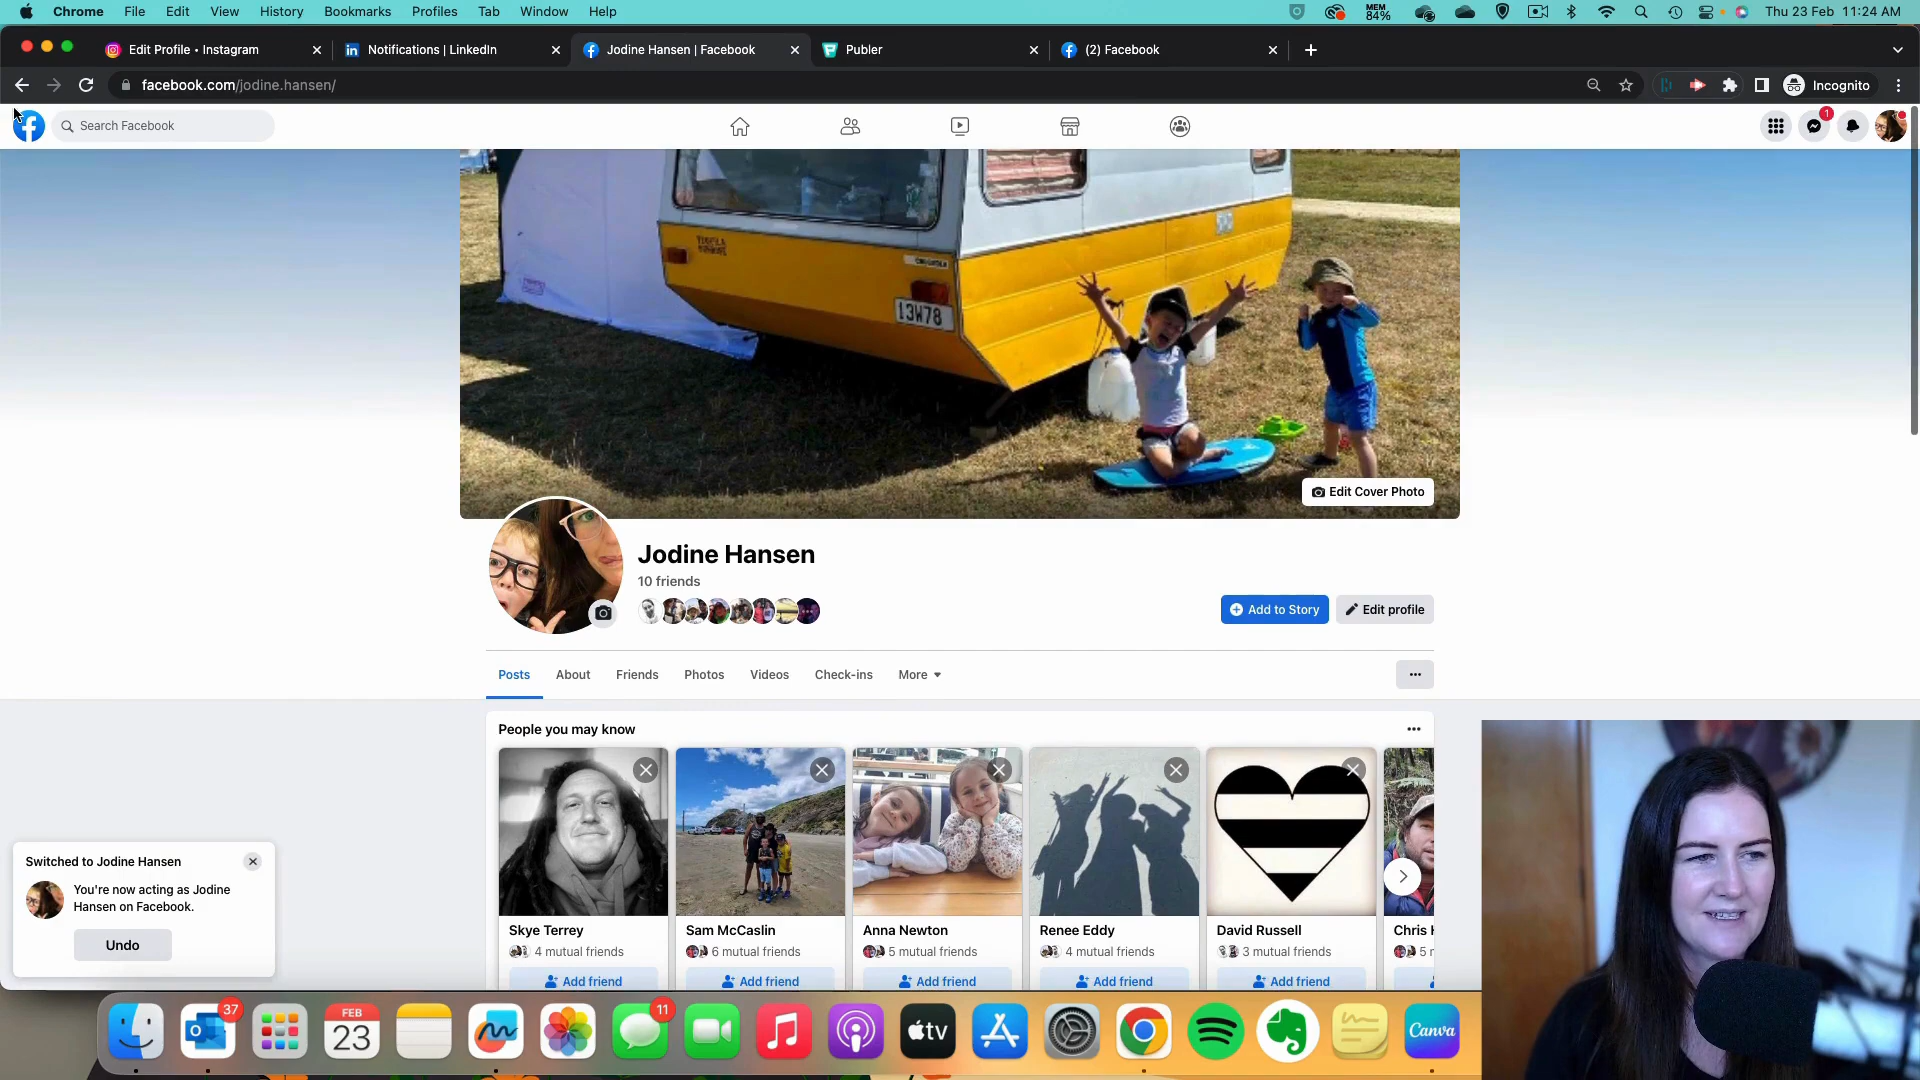 Chrome File Edit View History Bookmarks Profiles Tab Window Help MEM 84% Thu 23 Feb 11:24 AM
Edit Profile • Instagram Notifications | LinkedIn Jodine Hansen | Facebook Publer (2) Facebook
facebook.com/jodine.hansen/ Incognito
Search Facebook 1
13W78
Edit Cover Photo
Jodine Hansen
10 friends
Add to Story Edit profile
Posts About Friends Photos Videos Check-ins More
People you may know
Skye Terrey Sam McCaslin Anna Newton Renee Eddy David Russell Chris
4 mutual friends 6 mutual friends 5 mutual friends 4 mutual friends 3 mutual friends 5
Add friend Add friend Add friend Add friend Add friend
Switched to Jodine Hansen
You're now acting as Jodine
Hansen on Facebook.
Undo
37 FEB 23 11 tv Canva